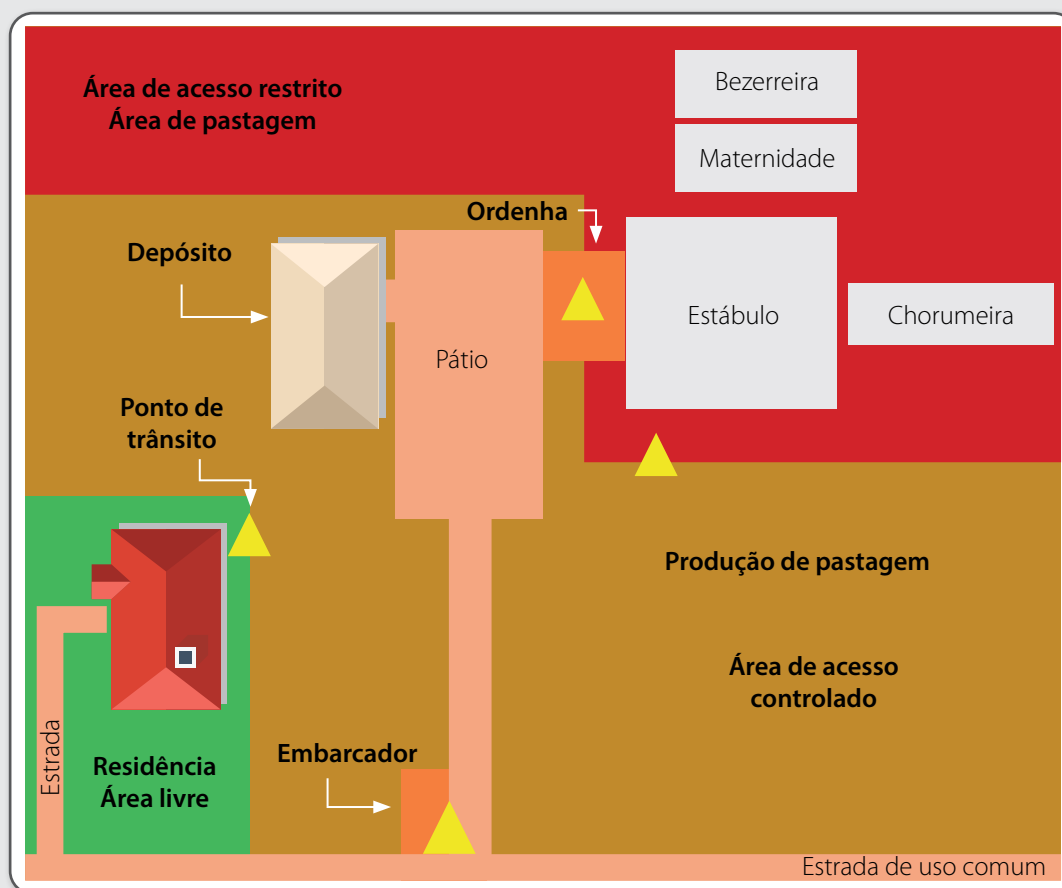 Área de acesso restrito
Área de pastagem
Bezerreira
Maternidade
Ordenha
Depósito
Estábulo
Chorumeira
Pátio
Ponto de
trânsito
Produção de pastagem
Área de acesso
controlado
Estrada
Embarcador
Residência
Área livre
Estrada de uso comum